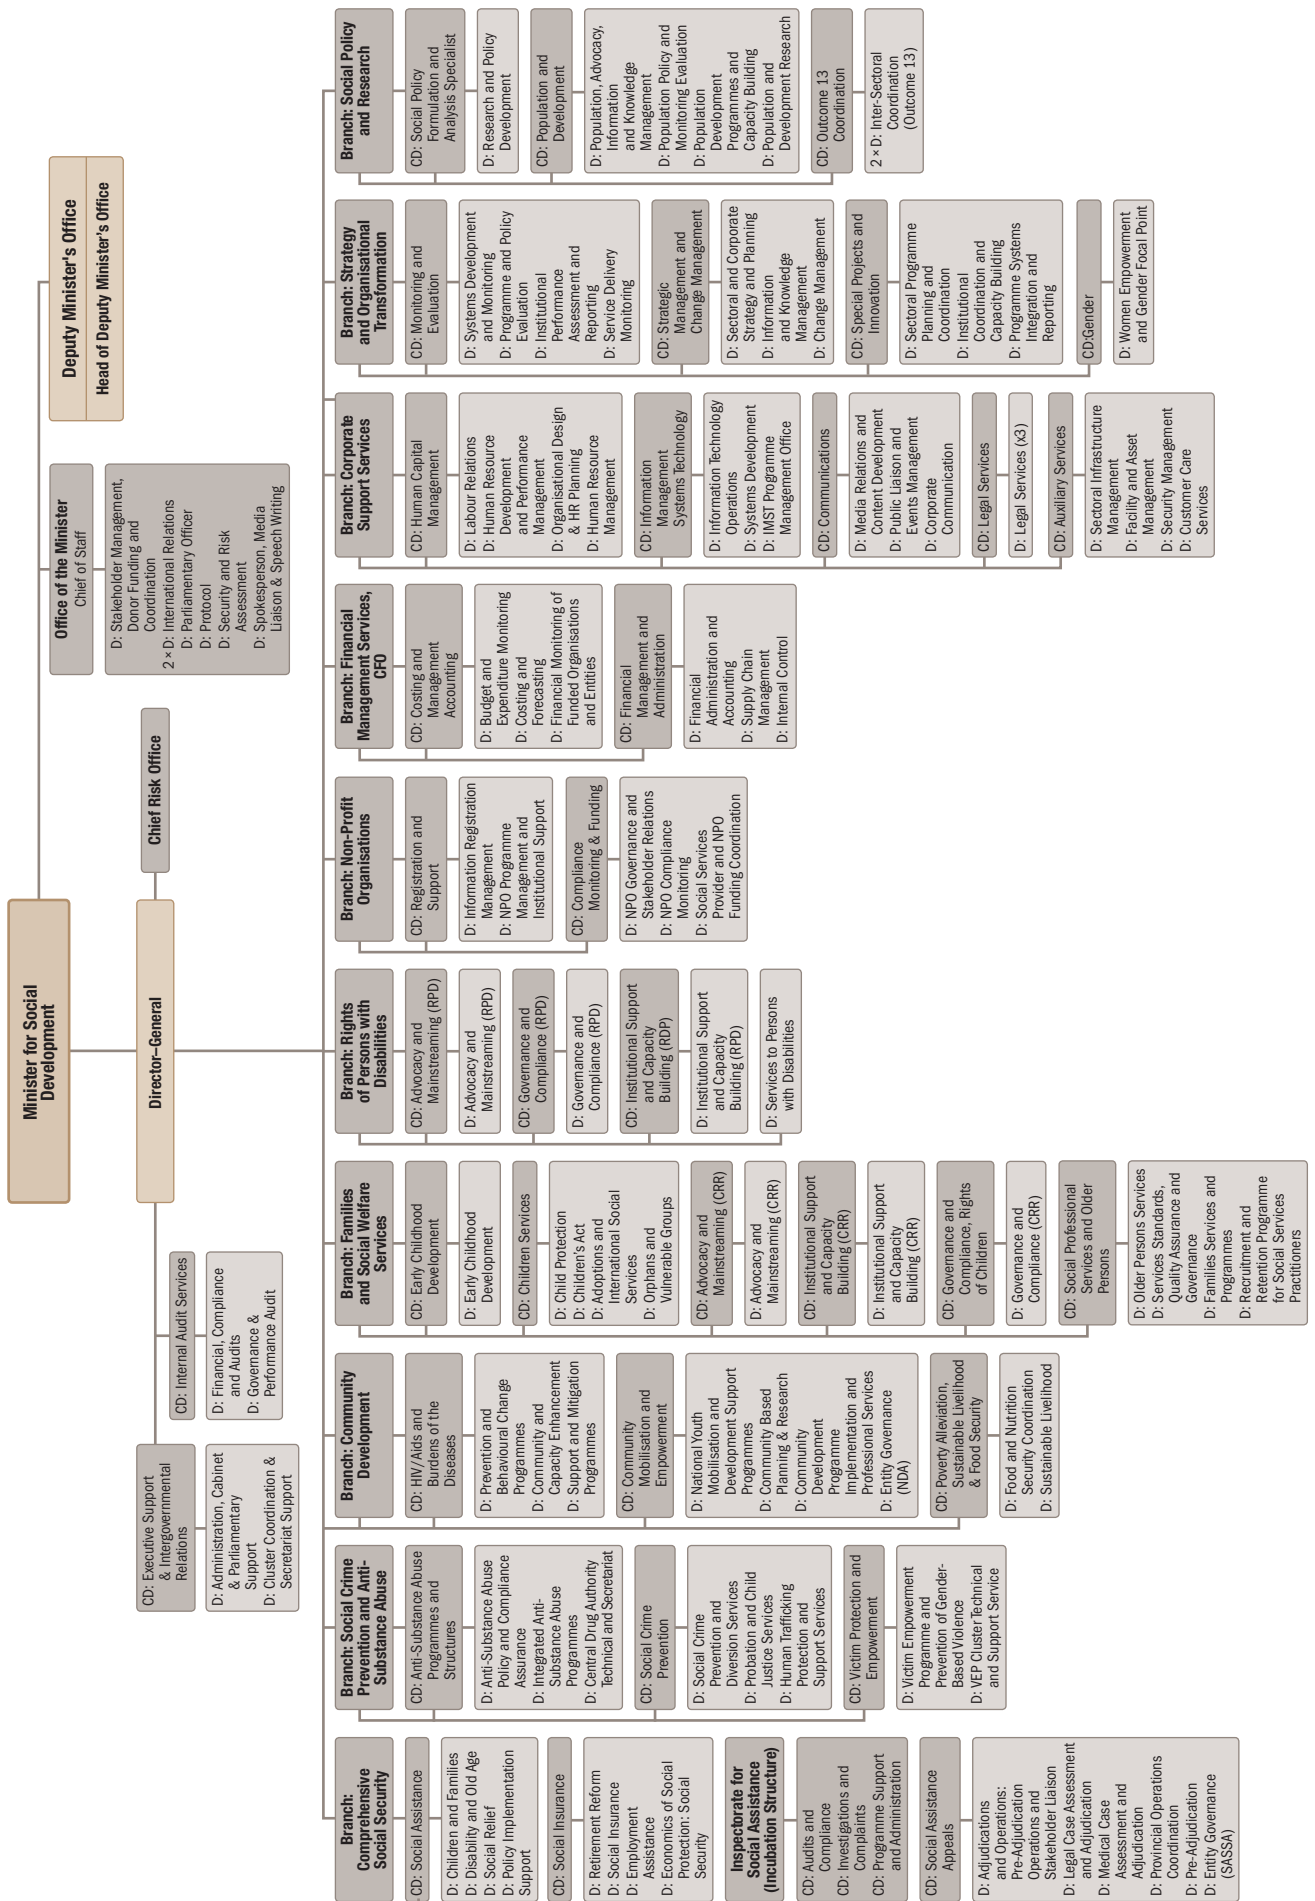 Minister for Social
Development
Deputy Minister's Office
Head of Deputy Minister's Office
Office of the Minister
Chief of Staff
D: Stakeholder Management,
Donor Funding and
Coordination
2 × D: International Relations
D: Parliamentary Officer
D: Protocol
D: Security and Risk
Assessment
D: Spokesperson, Media
Liaison & Speech Writing
Director–General
Chief Risk Office
CD: Executive Support
& Intergovernmental
Relations
D: Administration, Cabinet
& Parliamentary
Support
D: Cluster Coordination &
Secretariat Support
CD: Internal Audit Services
D: Financial, Compliance
and Audits
D: Governance &
Performance Audit
Branch:
Comprehensive
Social Security
CD: Social Assistance
D: Children and Families
D: Disability and Old Age
D: Social Relief
D: Policy Implementation
Support
CD: Social Insurance
D: Retirement Reform
D: Social Insurance
D: Employment
Assistance
D: Economics of Social
Protection: Social
Security
Inspectorate for
Social Assistance
(Incubation Structure)
CD: Audits and
Compliance
CD: Investigations and
Complaints
CD: Programme Support
and Administration
CD: Social Assistance
Appeals
D: Adjudications
and Operations:
Pre-Adjudication
Operations and
Stakeholder Liaison
D: Legal Case Assessment
and Adjudication
D: Medical Case
Assessment and
Adjudication
D: Provincial Operations
Coordination
D: Pre-Adjudication
D: Entity Governance
(SASSA)
Branch: Social Crime
Prevention and Anti-
Substance Abuse
CD: Anti-Substance Abuse
Programmes and
Structures
D: Anti-Substance Abuse
Policy and Compliance
Assurance
D: Integrated Anti-
Substance Abuse
Programmes
D: Central Drug Authority
Technical and Secretariat
CD: Social Crime
Prevention
D: Social Crime
Prevention and
Diversion Services
D: Probation and Child
Justice Services
D: Human Trafficking
Protection and
Support Services
CD: Victim Protection and
Empowerment
D: Victim Empowerment
Programme and
Prevention of Gender-
Based Violence
D: VEP Cluster Technical
and Support Service
Branch: Community
Development
CD: HIV/Aids and
Burdens of the
Diseases
D: Prevention and
Behavioural Change
Programmes
D: Community and
Capacity Enhancement
D: Support and Mitigation
Programmes
CD: Community
Mobilisation and
Empowerment
D: National Youth
Mobilisation and
Development Support
Programmes
D: Community Based
Planning & Research
D: Community
Development
Programme
Implementation and
Professional Services
D: Entity Governance
(NDA)
CD: Poverty Alleviation,
Sustainable Livelihood
& Food Security
D: Food and Nutrition
Security Coordination
D: Sustainable Livelihood
Branch: Families
and Social Welfare
Services
CD: Early Childhood
Development
D: Early Childhood
Development
CD: Children Services
D: Child Protection
D: Children's Act
D: Adoptions and
International Social
Services
D: Orphans and
Vulnerable Groups
CD: Advocacy and
Mainstreaming (CRR)
D: Advocacy and
Mainstreaming (CRR)
CD: Institutional Support
and Capacity
Building (CRR)
D: Institutional Support
and Capacity
Building (CRR)
CD: Governance and
Compliance, Rights
of Children
D: Governance and
Compliance (CRR)
CD: Social Professional
Services and Older
Persons
D: Older Persons Services
D: Services Standards,
Quality Assurance and
Governance
D: Families Services and
Programmes
D: Recruitment and
Retention Programme
for Social Services
Practitioners
Branch: Rights
of Persons with
Disabilities
CD: Advocacy and
Mainstreaming (RPD)
D: Advocacy and
Mainstreaming (RPD)
CD: Governance and
Compliance (RPD)
D: Governance and
Compliance (RPD)
CD: Institutional Support
and Capacity
Building (RDP)
D: Institutional Support
and Capacity
Building (RPD)
D: Services to Persons
with Disabilities
Branch: Non-Profit
Organisations
CD: Registration and
Support
D: Information Registration
Management
D: NPO Programme
Management and
Institutional Support
CD: Compliance
Monitoring & Funding
D: NPO Governance and
Stakeholder Relations
D: NPO Compliance
Monitoring
D: Social Services
Provider and NPO
Funding Coordination
Branch: Financial
Management Services,
CFO
CD: Costing and
Management
Accounting
D: Budget and
Expenditure Monitoring
D: Costing and
Forecasting
D: Financial Monitoring of
Funded Organisations
and Entities
CD: Financial
Management and
Administration
D: Financial
Administration and
Accounting
D: Supply Chain
Management
D: Internal Control
Branch: Corporate
Support Services
CD: Human Capital
Management
D: Labour Relations
D: Human Resource
Development
and Performance
Management
D: Organisational Design
& HR Planning
D: Human Resource
Management
CD: Information
Management
Systems Technology
D: Information Technology
Operations
D: Systems Development
D: IMST Programme
Management Office
CD: Communications
D: Media Relations and
Content Development
D: Public Liaison and
Events Management
D: Corporate
Communication
CD: Legal Services
D: Legal Services (x3)
CD: Auxiliary Services
D: Sectoral Infrastructure
Management
D: Facility and Asset
Management
D: Security Management
D: Customer Care
Services
Branch: Strategy
and Organisational
Transformation
CD: Monitoring and
Evaluation
D: Systems Development
and Monitoring
D: Programme and Policy
Evaluation
D: Institutional
Performance
Assessment and
Reporting
D: Service Delivery
Monitoring
CD: Strategic
Management and
Change Management
D: Sectoral and Corporate
Strategy and Planning
D: Information
and Knowledge
Management
D: Change Management
CD: Special Projects and
Innovation
D: Sectoral Programme
Planning and
Coordination
D: Institutional
Coordination and
Capacity Building
D: Programme Systems
Integration and
Reporting
CD:Gender
D: Women Empowerment
and Gender Focal Point
Branch: Social Policy
and Research
CD: Social Policy
Formulation and
Analysis Specialist
D: Research and Policy
Development
CD: Population and
Development
D: Population, Advocacy,
Information
and Knowledge
Management
D: Population Policy and
Monitoring Evaluation
D: Population
Development
Programmes and
Capacity Building
D: Population and
Development Research
CD: Outcome 13
Coordination
2 × D: Inter-Sectoral
Coordination
(Outcome 13)